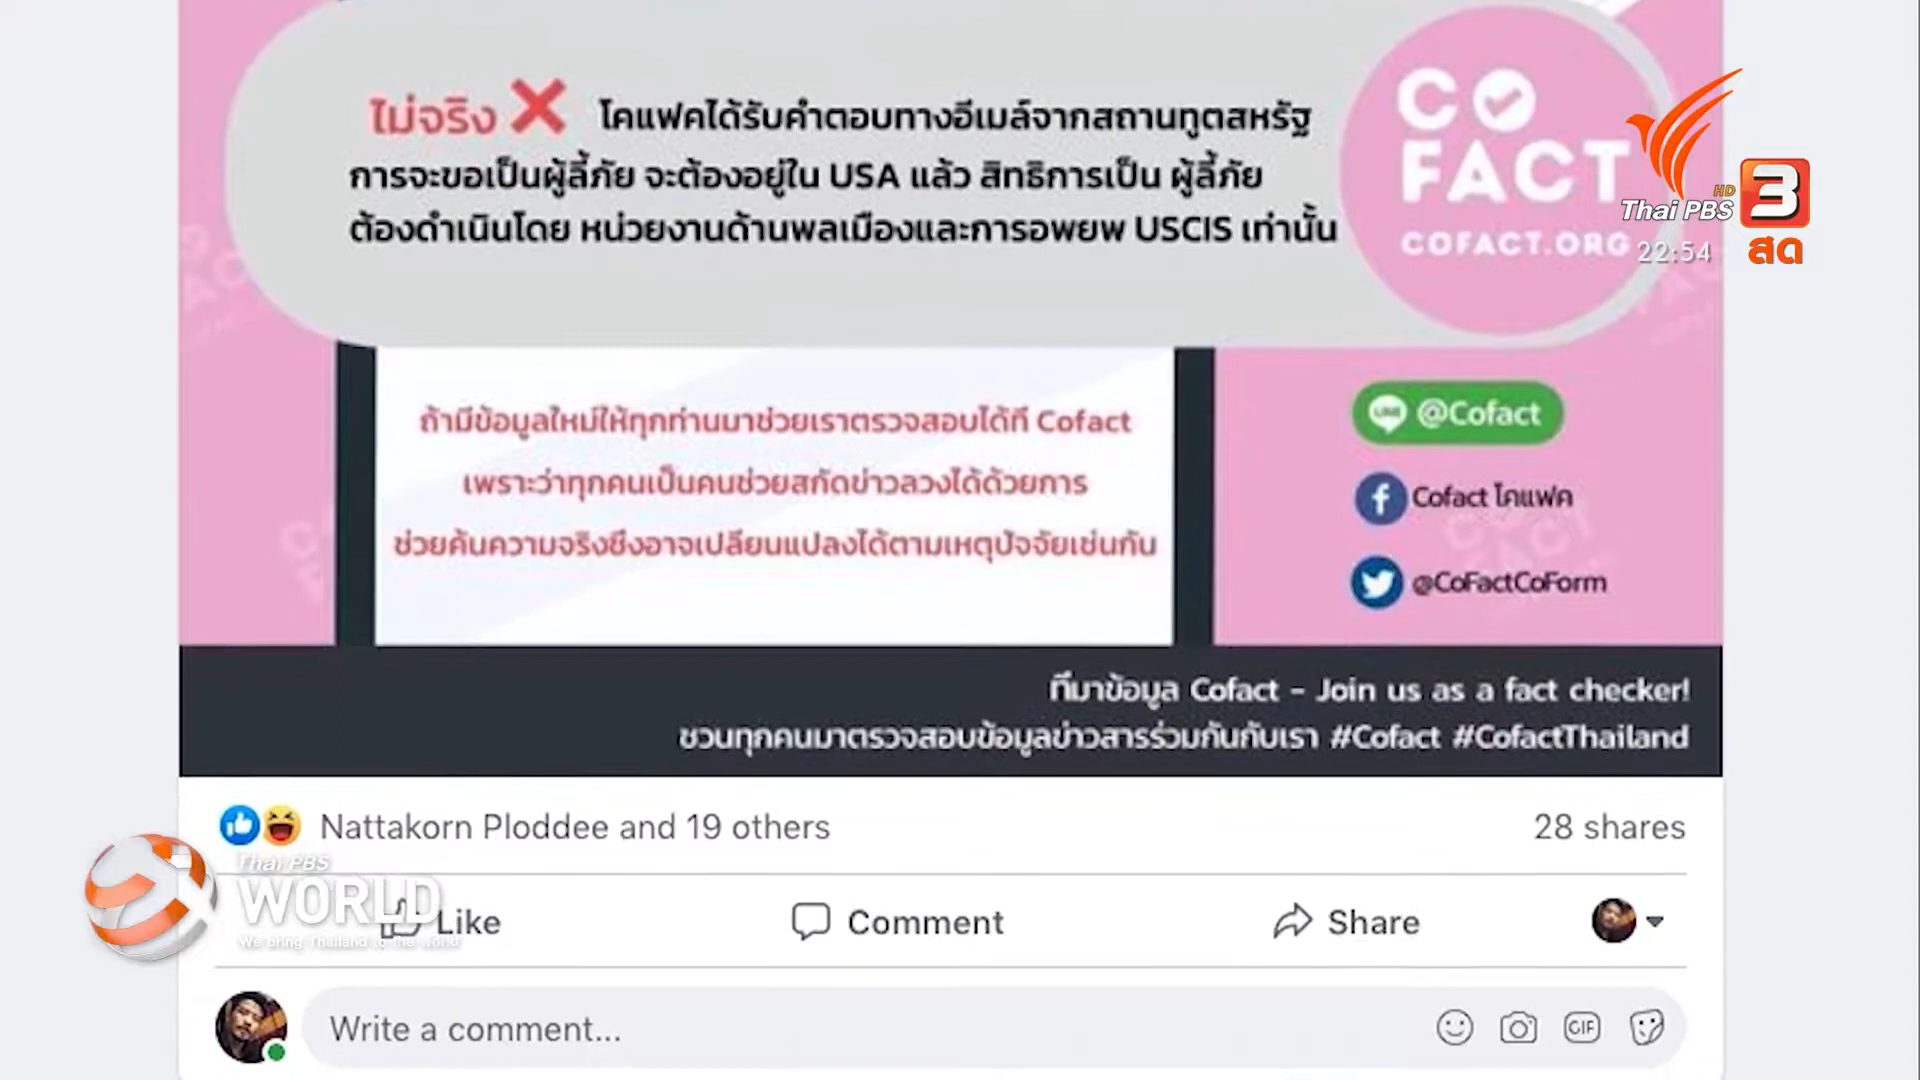 ไม่จริง ❌ โคแฟคได้รับคำตอบทางอีเมล์จากสถานทูตสหรัฐ
การจะขอเป็นผู้ลี้ภัย จะต้องอยู่ใน USA แล้ว สิทธิการเป็น ผู้ลี้ภัย
ต้องดำเนินโดย หน่วยงานด้านพลเมืองและการอพยพ USCIS เท่านั้น
CO
FACT
COFACT.ORG
HD
Thai PBS
3
22:54
สด
ถ้ามีข้อมูลใหม่ให้ทุกท่านมาช่วยเราตรวจสอบได้ที่ Cofact
เพราะว่าทุกคนเป็นคนช่วยสกัดข่าวลวงได้ด้วยการ
ช่วยค้นความจริงซึ่งอาจเปลี่ยนแปลงได้ตามเหตุปัจจัยเช่นกัน
LINE @Cofact
Cofact โคแฟค
@CoFactCoForm
ที่มาข้อมูล Cofact - Join us as a fact checker!
ชวนทุกคนมาตรวจสอบข้อมูลข่าวสารร่วมกันกับเรา #Cofact #CofactThailand
Nattakorn Ploddee and 19 others
28 shares
Thai PBS
WORLD
We bring Thailand to the world
Like
Comment
Share
Write a comment...
GIF